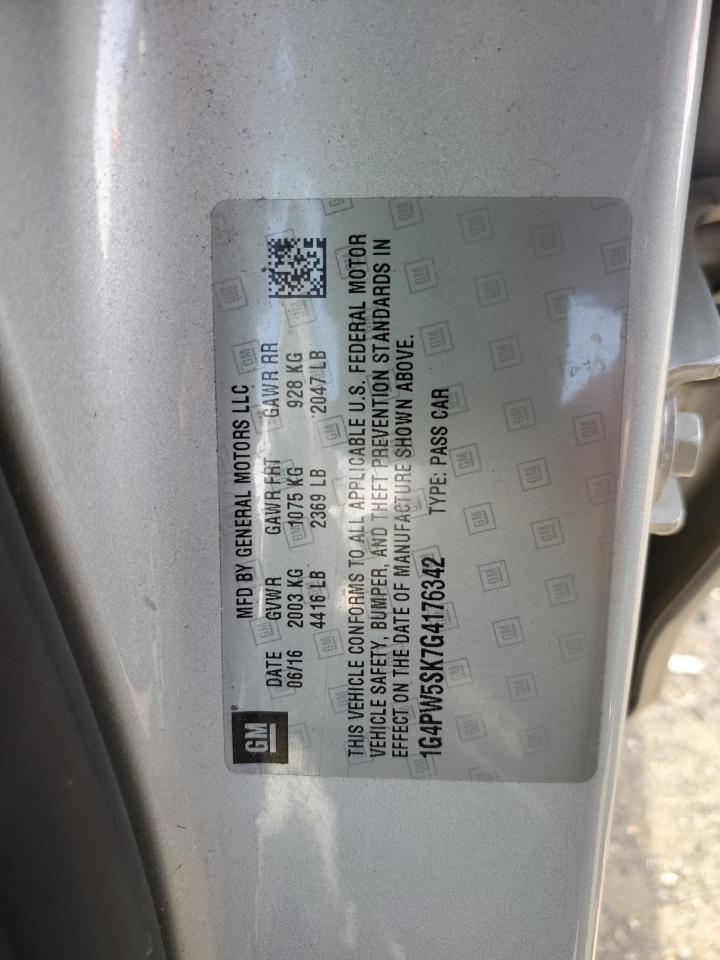 GM
MFD BY GENERAL MOTORS LLC
DATE GVWR GAWR FRT GAWR RR
06/16 2003 KG 1075 KG 928 KG
4416 LB 2369 LB 2047 LB
THIS VEHICLE CONFORMS TO ALL APPLICABLE U.S. FEDERAL MOTOR
VEHICLE SAFETY, BUMPER, AND THEFT PREVENTION STANDARDS IN
EFFECT ON THE DATE OF MANUFACTURE SHOWN ABOVE.
1G4PW5SK7G4176342 TYPE: PASS CAR